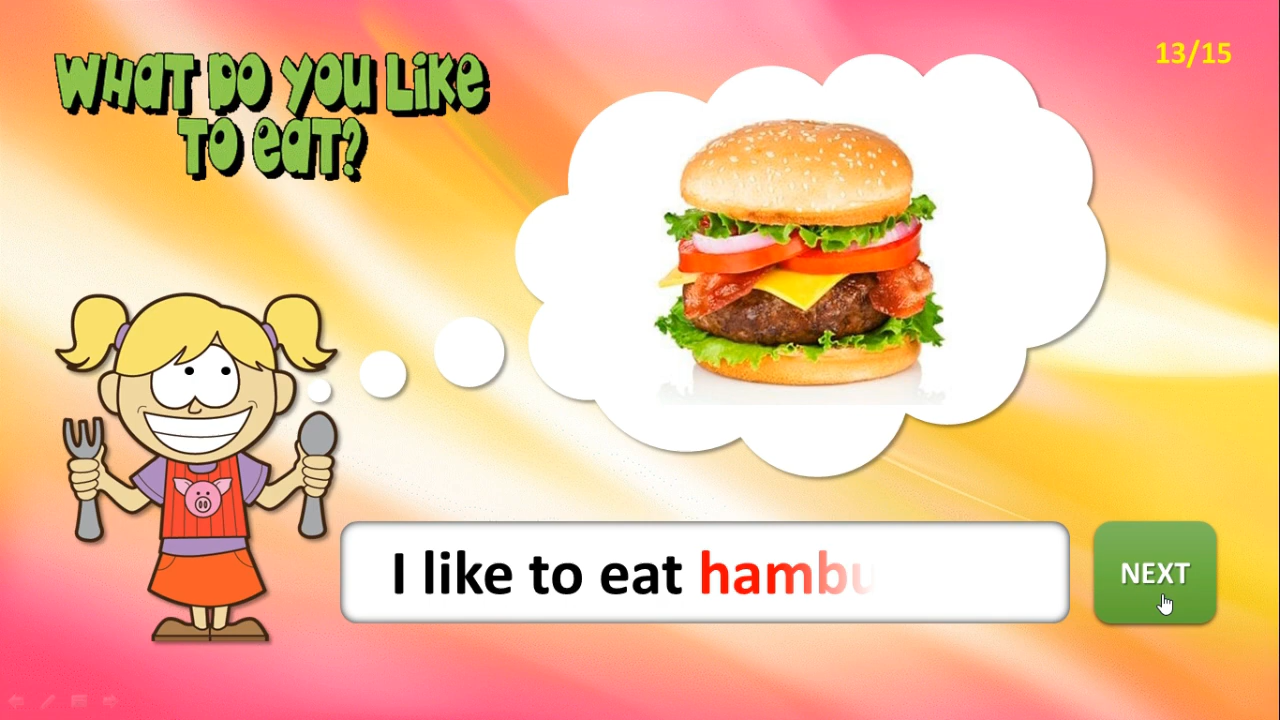 WHAT DO YOU LIKE
TO EAT?
13/15
I like to eat hambu
NEXT